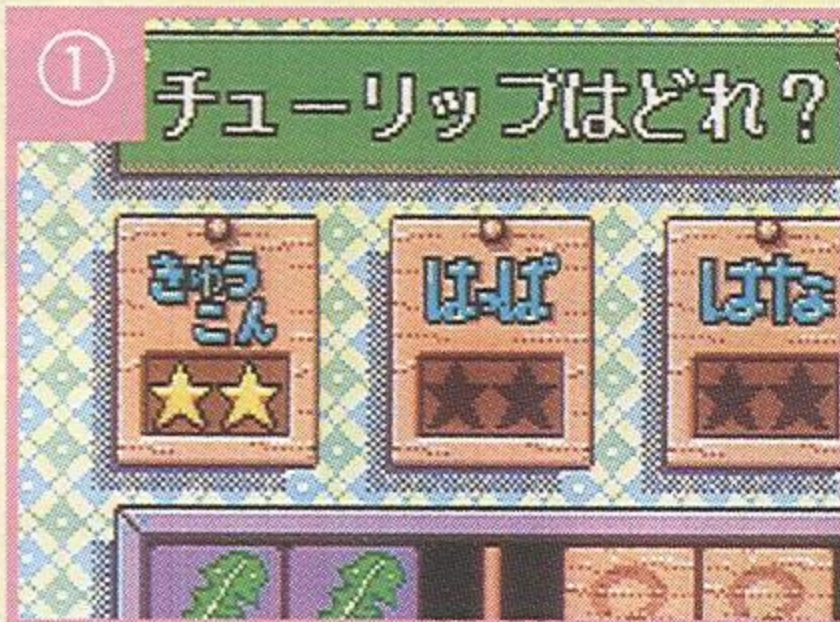 ①
チューリップはどれ？
きゅう
こん
はっぱ
はな